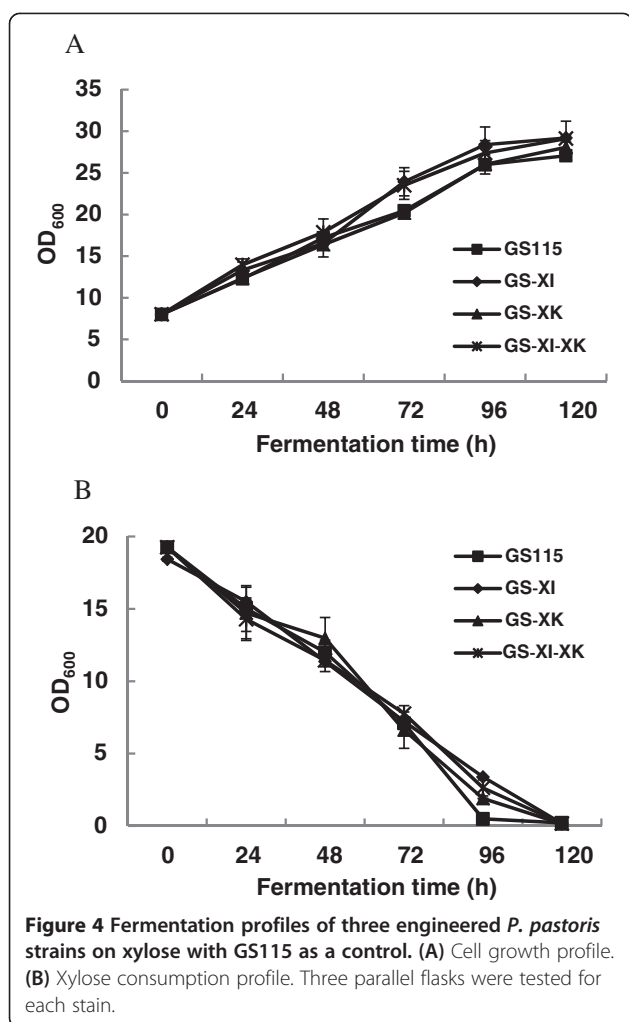 A
35
30
25
20
15
10
5
0
OD600
GS115
GS-XI
GS-XK
GS-XI-XK
0 24 48 72 96 120
Fermentation time (h)
B
20
15
10
5
0
OD600
GS115
GS-XI
GS-XK
GS-XI-XK
0 24 48 72 96 120
Fermentation time (h)
Figure 4 Fermentation profiles of three engineered P. pastoris
strains on xylose with GS115 as a control. (A) Cell growth profile.
(B) Xylose consumption profile. Three parallel flasks were tested for
each stain.